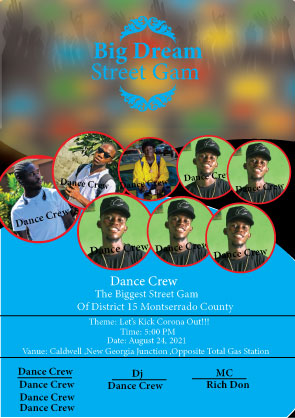 Big Dream
Street Gam
Dance Crew
Dance Crew
Dance Crew
Dance Crew
Dance Crew
Dance Crew
Dance Crew
Dance Crew
Dance Crew
The Biggest Street Gam
Of District 15 Montserrado County
Theme: Let's Kick Corona Out!!!
Time: 5:00 PM
Date: August 24, 2021
Vanue: Caldwell ,New Georgia Junction ,Opposite Total Gas Station
Dance Crew
Dance Crew
Dance Crew
Dance Crew
Dj
Dance Crew
MC
Rich Don